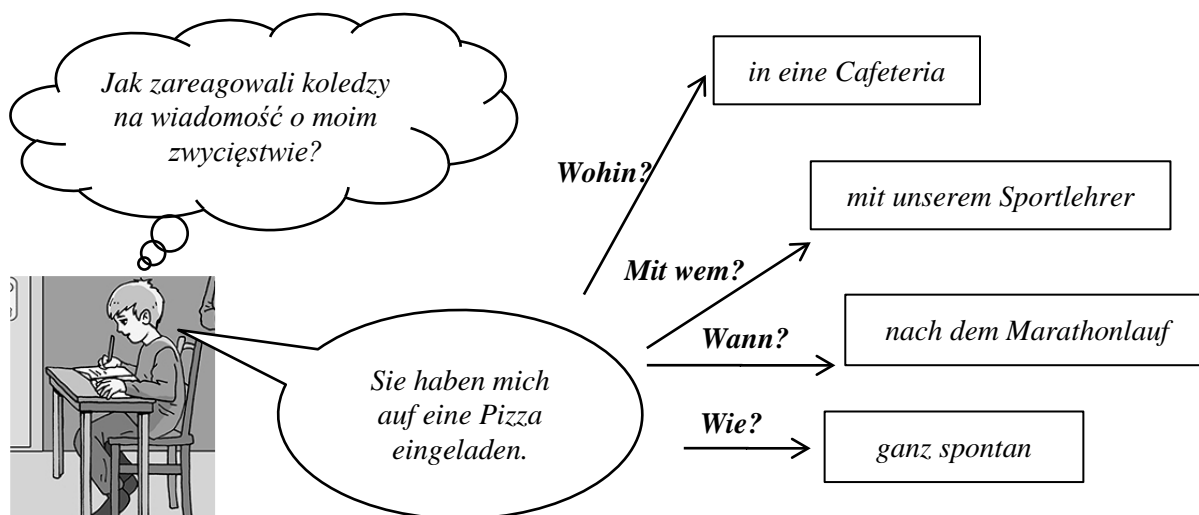 Jak zareagowali koledzy
na wiadomość o moim
zwycięstwie?
in eine Cafeteria
Wohin?
mit unserem Sportlehrer
Mit wem?
nach dem Marathonlauf
Wann?
Sie haben mich
auf eine Pizza
eingeladen.
Wie?
ganz spontan